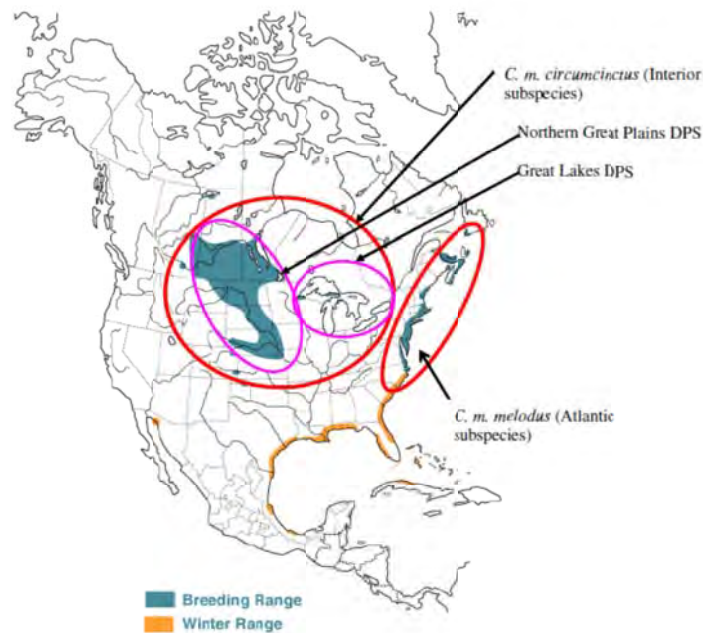 C. m. circumcinctus (Interior
subspecies)
Northern Great Plains DPS
Great Lakes DPS
C. m. melodus (Atlantic
subspecies)
Breeding Range
Winter Range